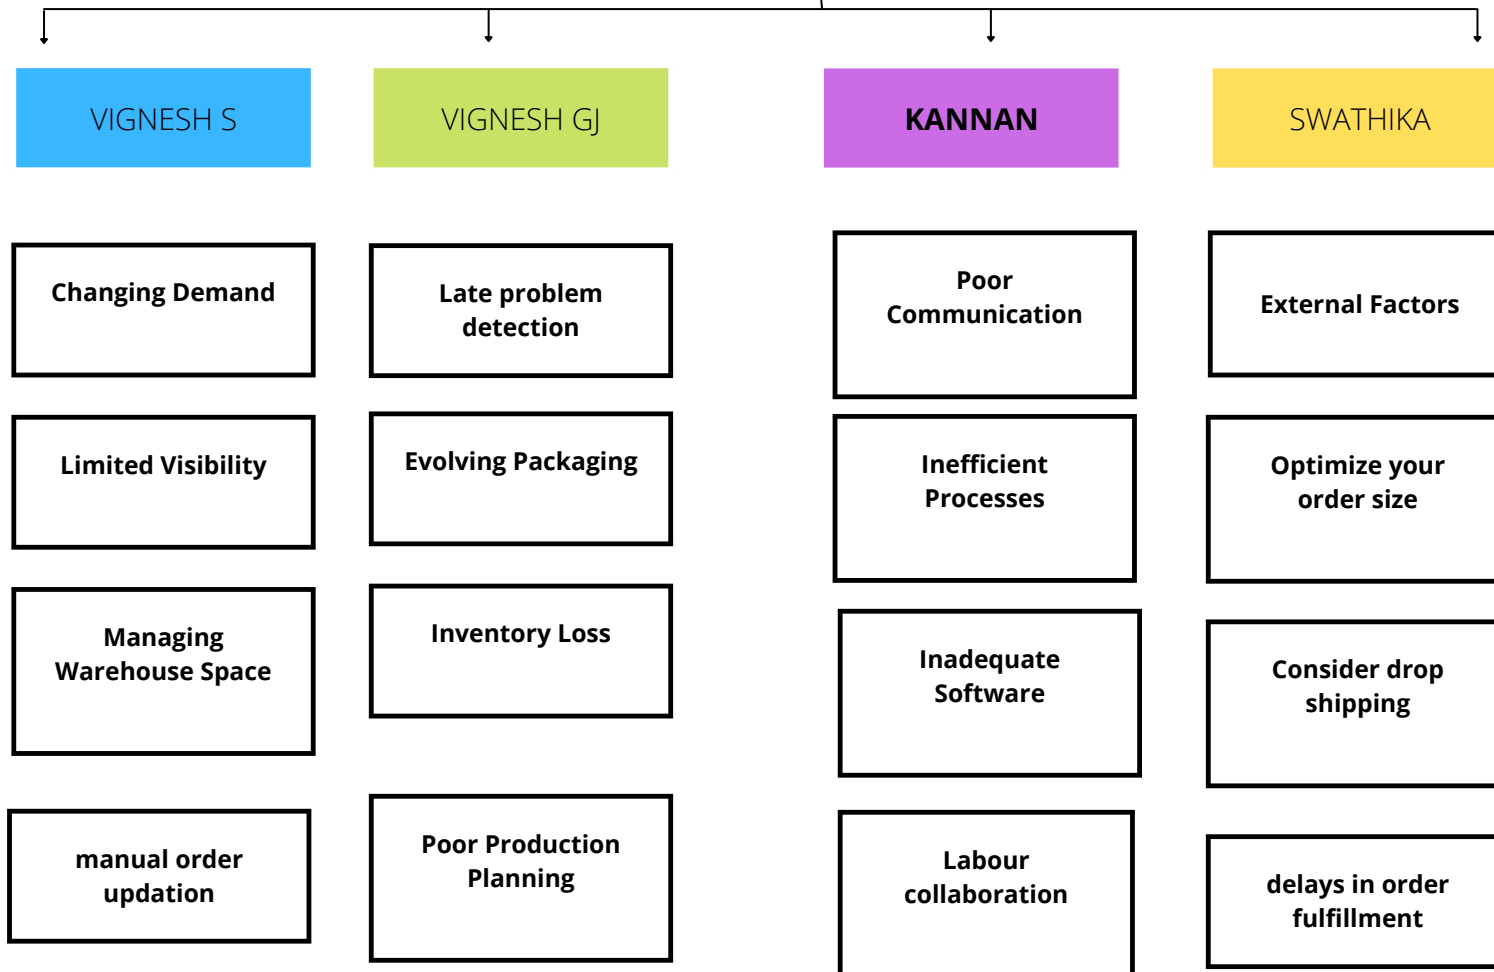 VIGNESH S
VIGNESH GJ
KANNAN
SWATHIKA
Changing Demand
Late problem
detection
Poor
Communication
External Factors
Limited Visibility
Evolving Packaging
Inefficient
Processes
Optimize your
order size
Managing
Warehouse Space
Inventory Loss
Inadequate
Software
Consider drop
shipping
manual order
updation
Poor Production
Planning
Labour
collaboration
delays in order
fulfillment